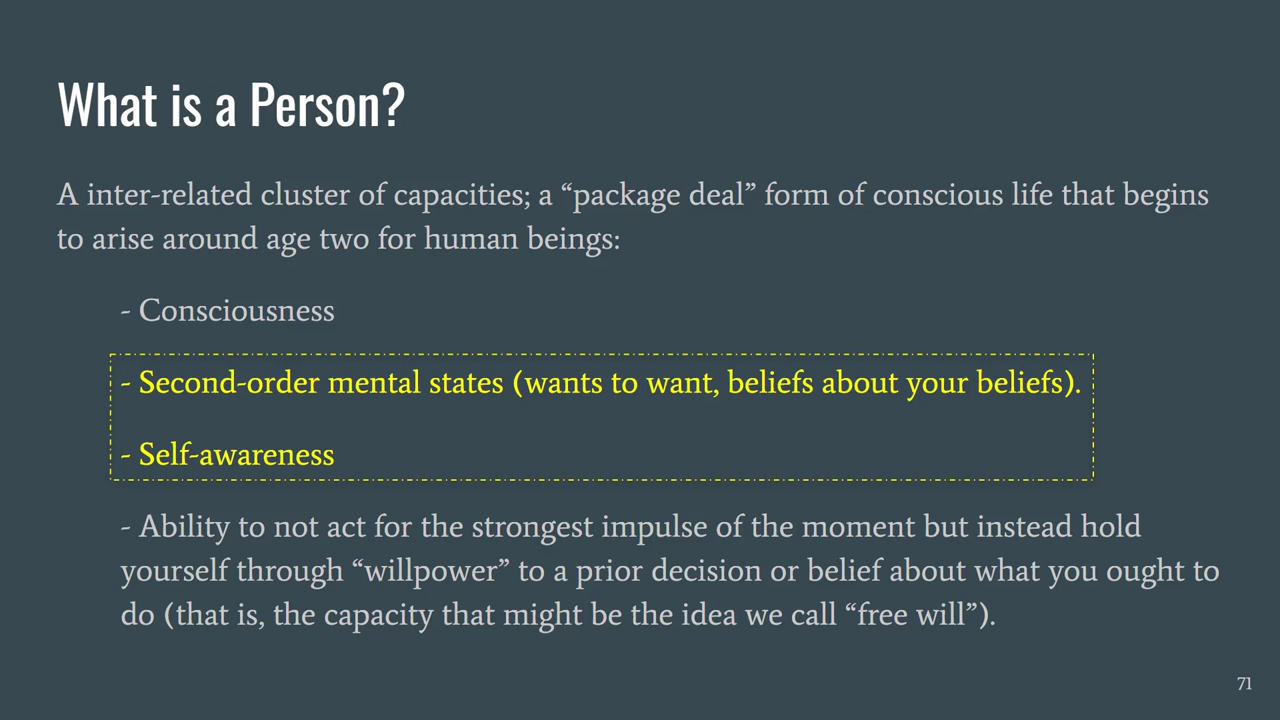 What is a Person?
A inter-related cluster of capacities; a “package deal” form of conscious life that begins
to arise around age two for human beings:
- Consciousness
- Second-order mental states (wants to want, beliefs about your beliefs).
- Self-awareness
- Ability to not act for the strongest impulse of the moment but instead hold
yourself through “willpower” to a prior decision or belief about what you ought to
do (that is, the capacity that might be the idea we call “free will”).
71